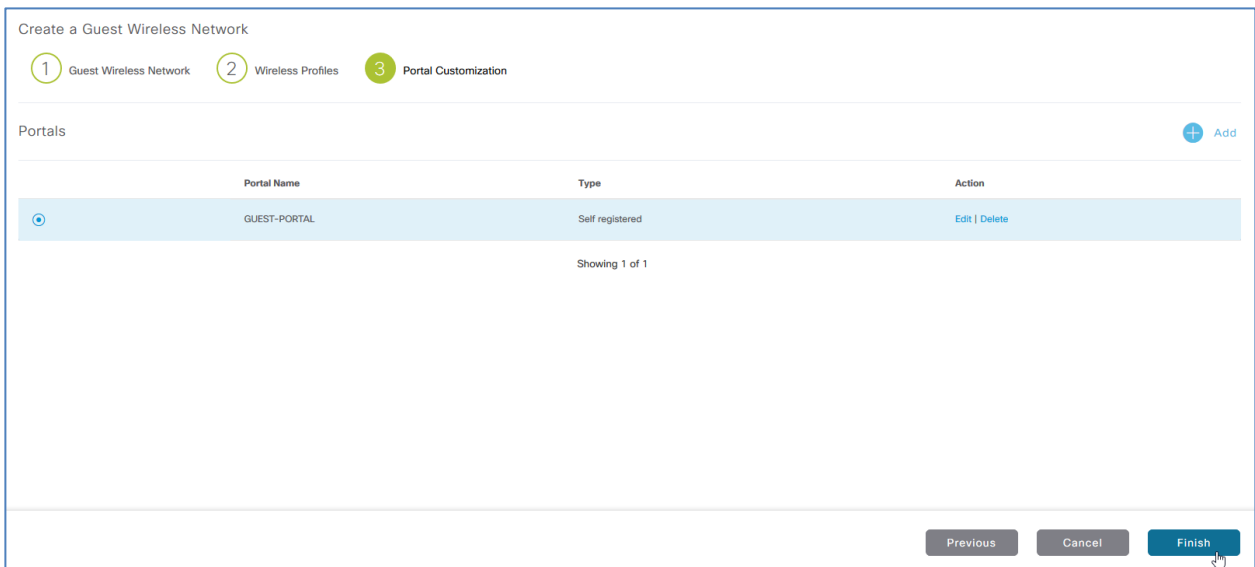 Create a Guest Wireless Network
1 Guest Wireless Network 2 Wireless Profiles 3 Portal Customization
Portals
Add
Portal Name Type Action
GUEST-PORTAL Self registered Edit | Delete
Showing 1 of 1
Previous Cancel Finish